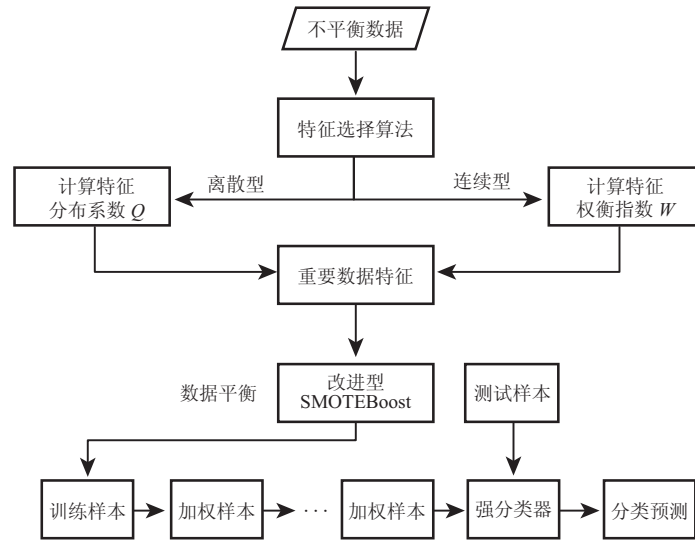 不平衡数据
特征选择算法
离散型
连续型
计算特征
分布系数 Q
计算特征
权衡指数 W
重要数据特征
数据平衡
改进型
SMOTEBoost
测试样本
训练样本
加权样本
···
加权样本
强分类器
分类预测